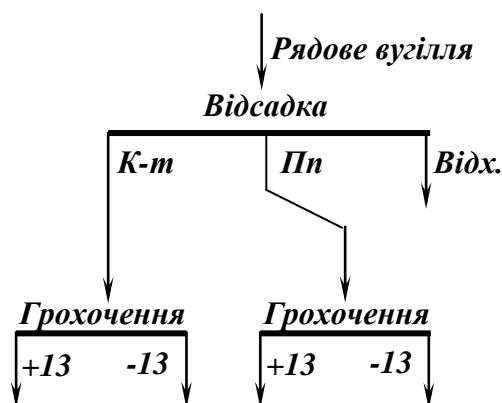 Рядове вугілля
Відсадка
К-т Пп Відх.
Грохочення Грохочення
+13 -13 +13 -13